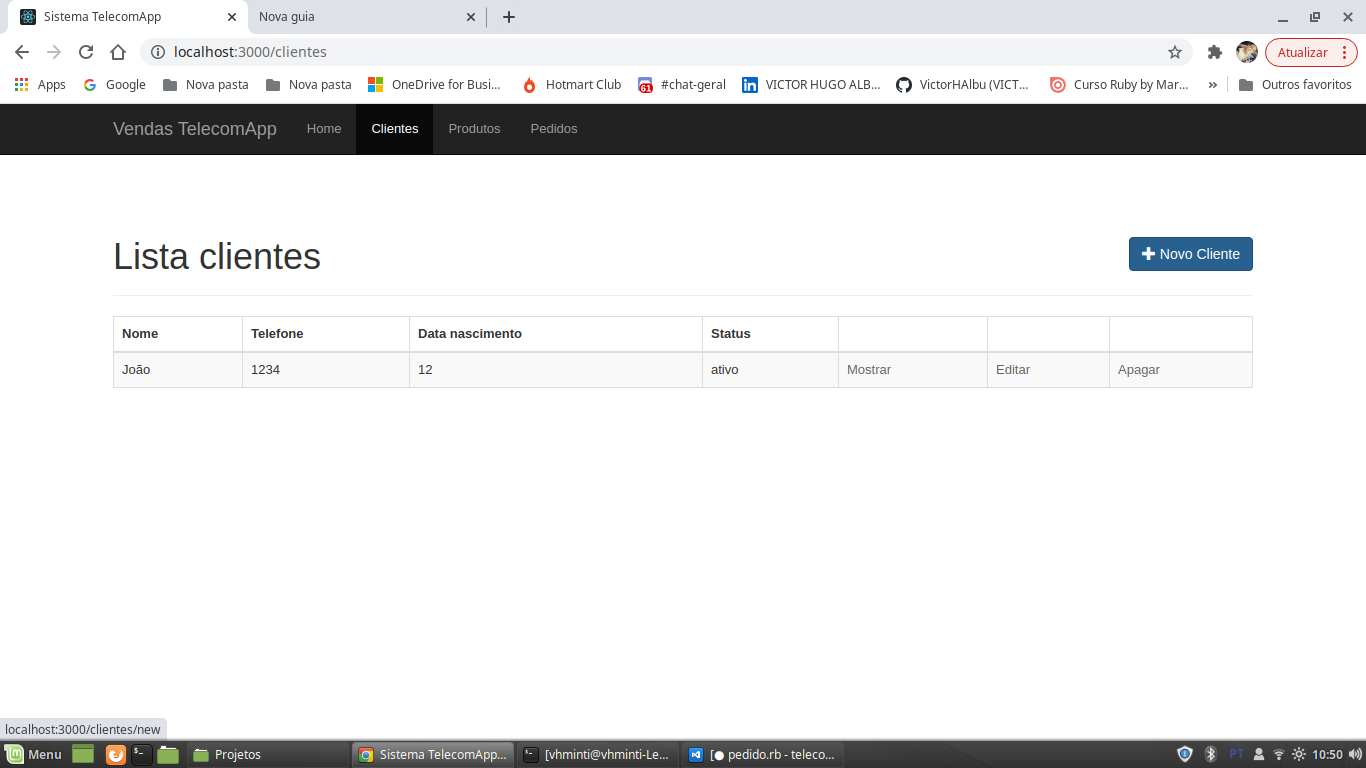 Sistema TelecomApp
Nova guia
localhost:3000/clientes
Atualizar
Apps Google Nova pasta Nova pasta OneDrive for Busi... Hotmart Club 61 #chat-geral VICTOR HUGO ALB... VictorHAlbu (VICT... Curso Ruby by Mar... » Outros favoritos
Vendas TelecomApp Home Clientes Produtos Pedidos
Lista clientes
Novo Cliente
Nome Telefone Data nascimento Status
João 1234 12 ativo Mostrar Editar Apagar
localhost:3000/clientes/new
Menu Projetos Sistema TelecomApp... [vhminti@vhminti-Le... [● pedido.rb - teleco... PT 10:50